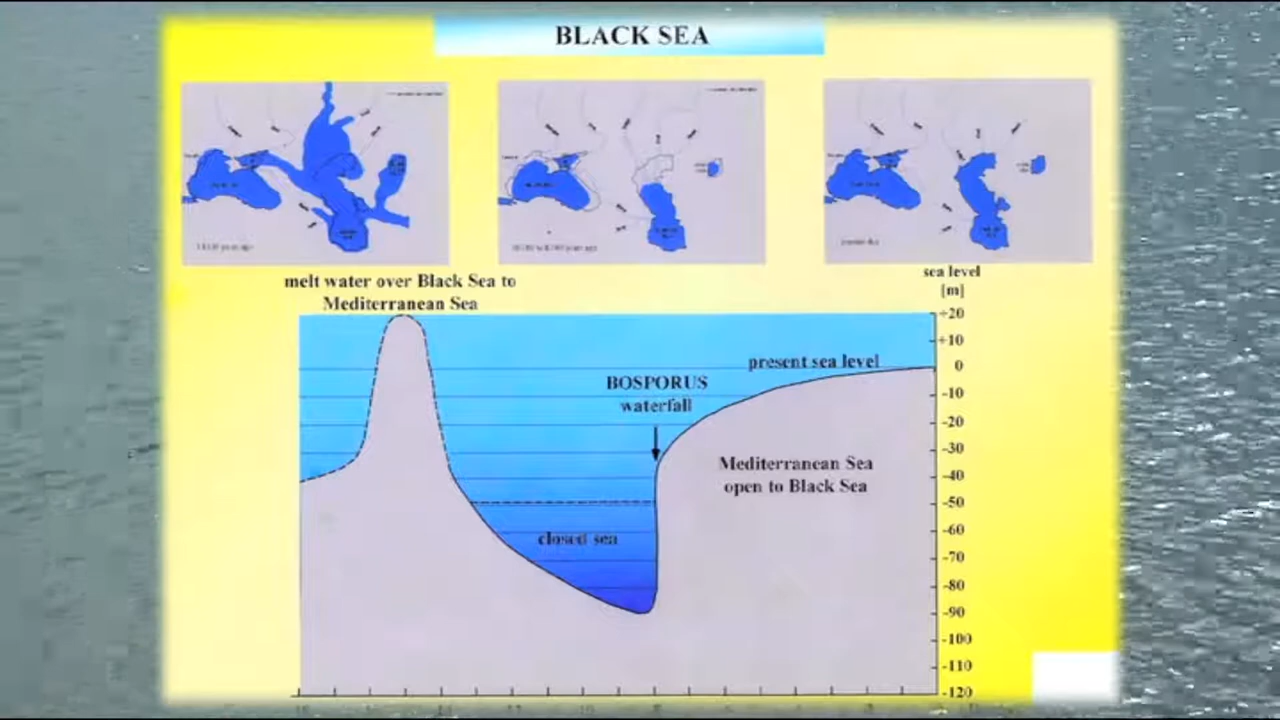 BLACK SEA
melt water over Black Sea to
Mediterranean Sea
sea level
[m]
+20
+10
present sea level
0
BOSPORUS
waterfall
-10
-20
-30
Mediterranean Sea
open to Black Sea
-40
-50
closed sea
-60
-70
-80
-90
-100
-110
-120